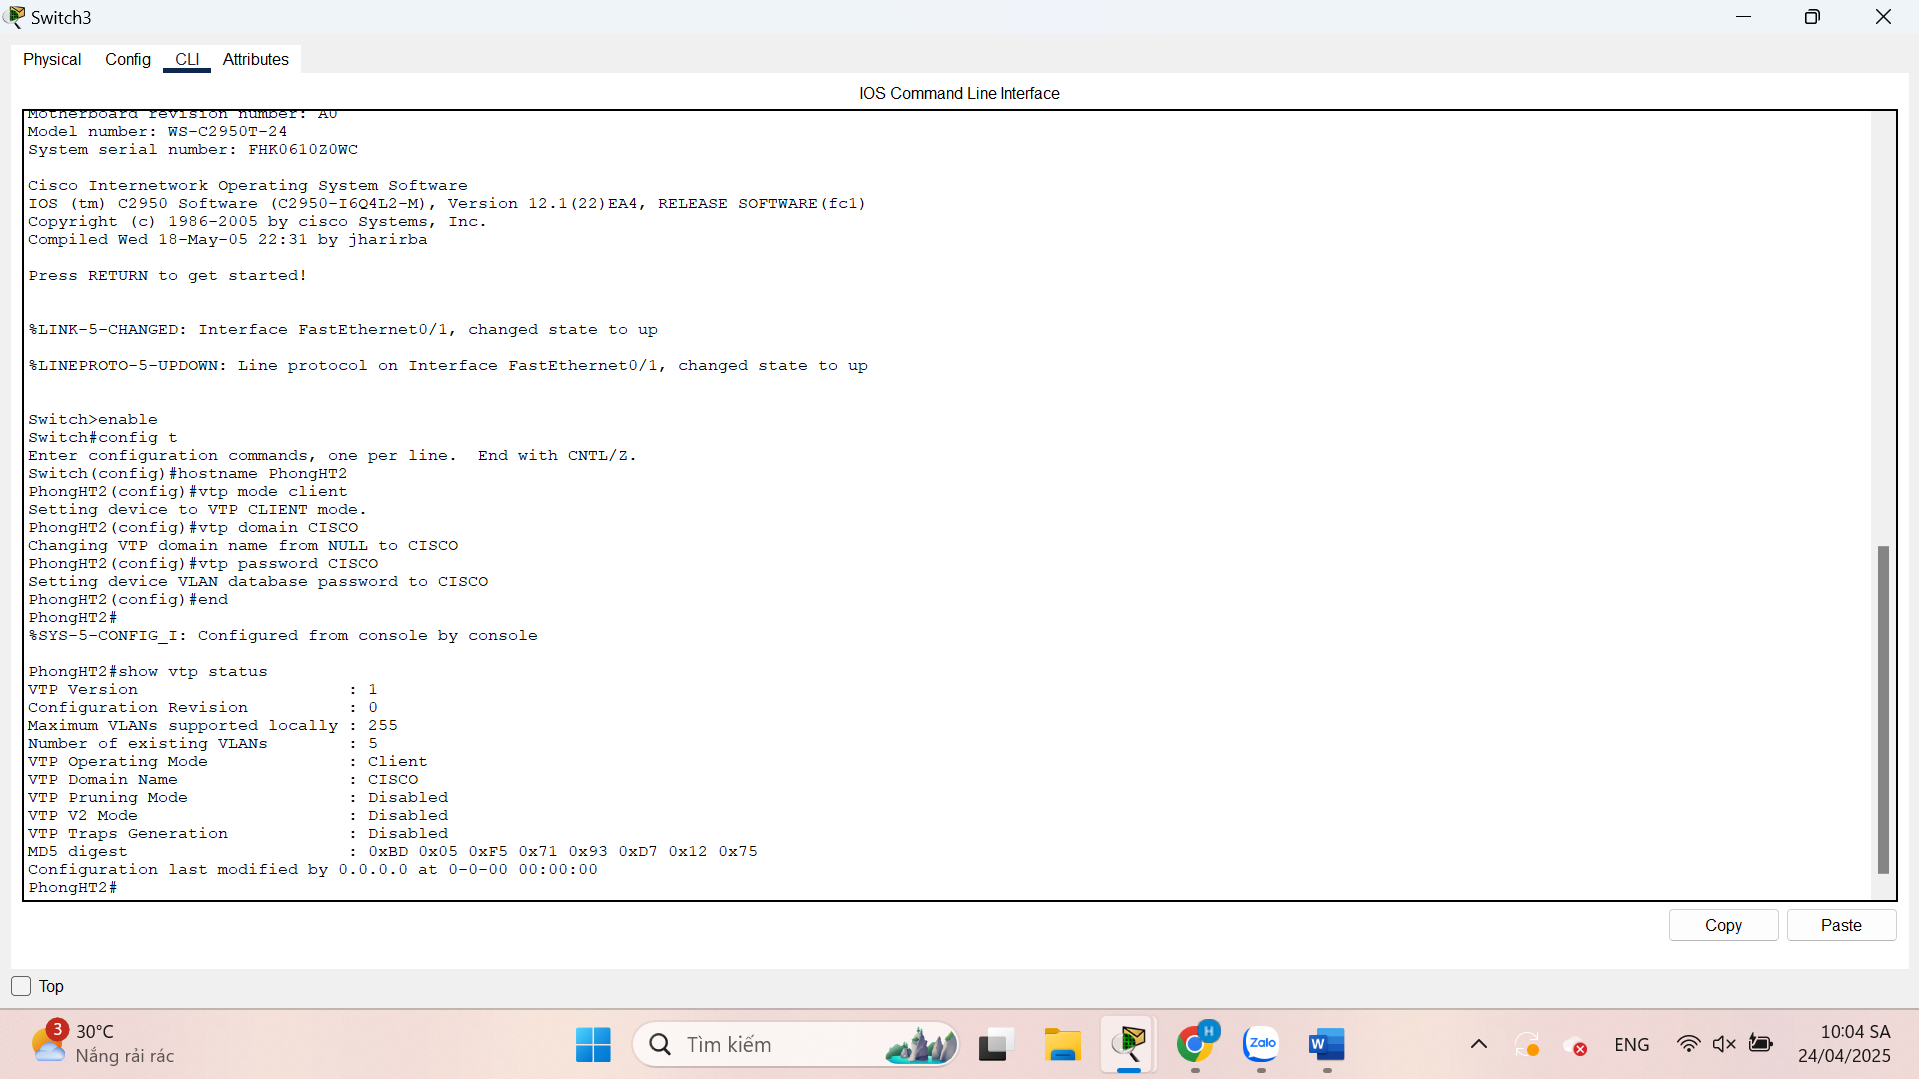 Switch3
Physical Config CLI Attributes
IOS Command Line Interface
Motherboard revision number: A0
Model number: WS-C2950T-24
System serial number: FHK0610Z0WC
Cisco Internetwork Operating System Software
IOS (tm) C2950 Software (C2950-I6Q4L2-M), Version 12.1(22)EA4, RELEASE SOFTWARE(fc1)
Copyright (c) 1986-2005 by cisco Systems, Inc.
Compiled Wed 18-May-05 22:31 by jharirba
Press RETURN to get started!
%LINK-5-CHANGED: Interface FastEthernet0/1, changed state to up
%LINEPROTO-5-UPDOWN: Line protocol on Interface FastEthernet0/1, changed state to up
Switch>enable
Switch#config t
Enter configuration commands, one per line.  End with CNTL/Z.
Switch(config)#hostname PhongHT2
PhongHT2(config)#vtp mode client
Setting device to VTP CLIENT mode.
PhongHT2(config)#vtp domain CISCO
Changing VTP domain name from NULL to CISCO
PhongHT2(config)#vtp password CISCO
Setting device VLAN database password to CISCO
PhongHT2(config)#end
PhongHT2#
%SYS-5-CONFIG_I: Configured from console by console
PhongHT2#show vtp status
VTP Version                     : 1
Configuration Revision          : 0
Maximum VLANs supported locally : 255
Number of existing VLANs        : 5
VTP Operating Mode              : Client
VTP Domain Name                 : CISCO
VTP Pruning Mode                : Disabled
VTP V2 Mode                     : Disabled
VTP Traps Generation            : Disabled
MD5 digest                      : 0xBD 0x05 0xF5 0x71 0x93 0xD7 0x12 0x75
Configuration last modified by 0.0.0.0 at 0-0-00 00:00:00
PhongHT2#
Copy Paste
Top
3
30°C
Nắng rải rác
Tìm kiếm
H
Zalo
W
ENG
10:04 SA
24/04/2025